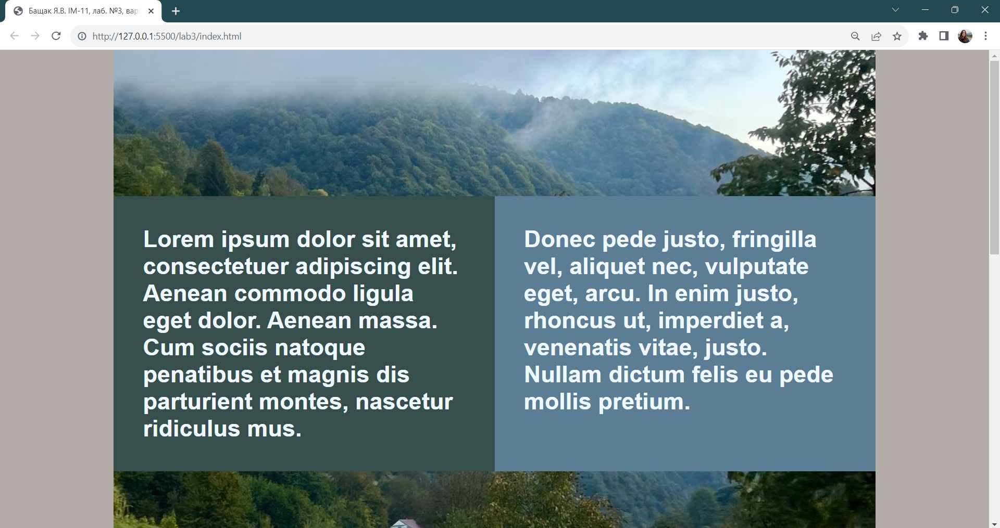 Бащак Я.В. ІМ-11, лаб. №3, варі
http://127.0.0.1:5500/lab3/index.html
Lorem ipsum dolor sit amet,
consectetuer adipiscing elit.
Aenean commodo ligula
eget dolor. Aenean massa.
Cum sociis natoque
penatibus et magnis dis
parturient montes, nascetur
ridiculus mus.
Donec pede justo, fringilla
vel, aliquet nec, vulputate
eget, arcu. In enim justo,
rhoncus ut, imperdiet a,
venenatis vitae, justo.
Nullam dictum felis eu pede
mollis pretium.